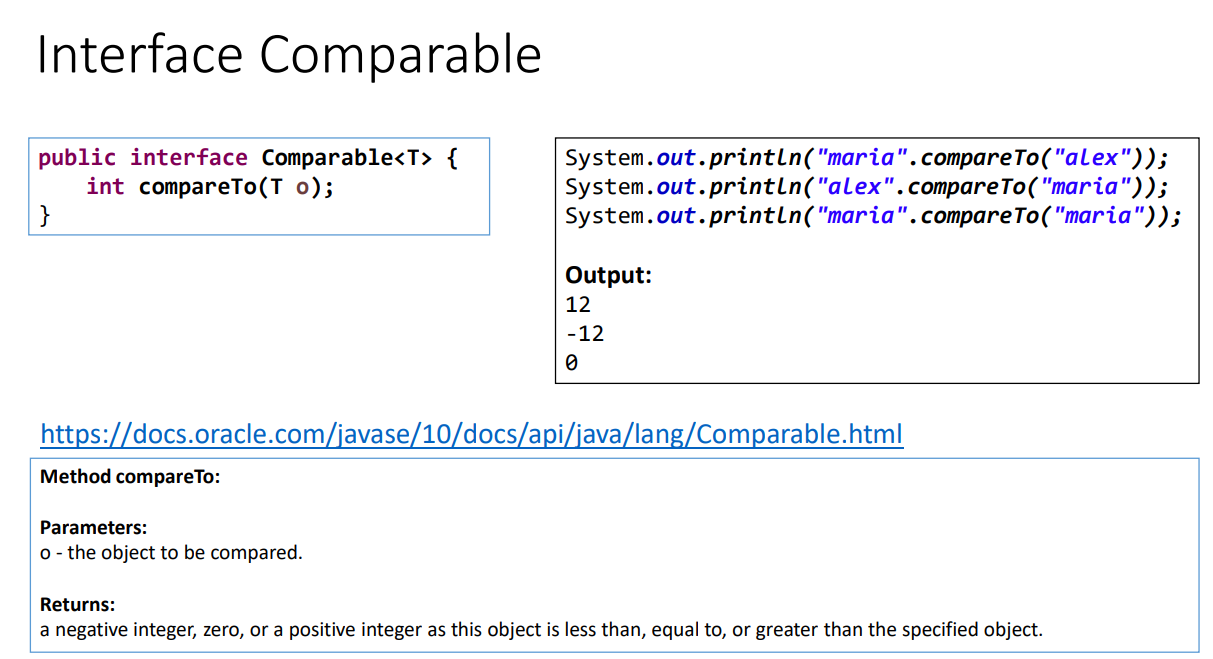 Interface Comparable
public interface Comparable<T> {
    int compareTo(T o);
}
System.out.println("maria".compareTo("alex"));
System.out.println("alex".compareTo("maria"));
System.out.println("maria".compareTo("maria"));
Output:
12
-12
0
https://docs.oracle.com/javase/10/docs/api/java/lang/Comparable.html
Method compareTo:
Parameters:
o - the object to be compared.
Returns:
a negative integer, zero, or a positive integer as this object is less than, equal to, or greater than the specified object.